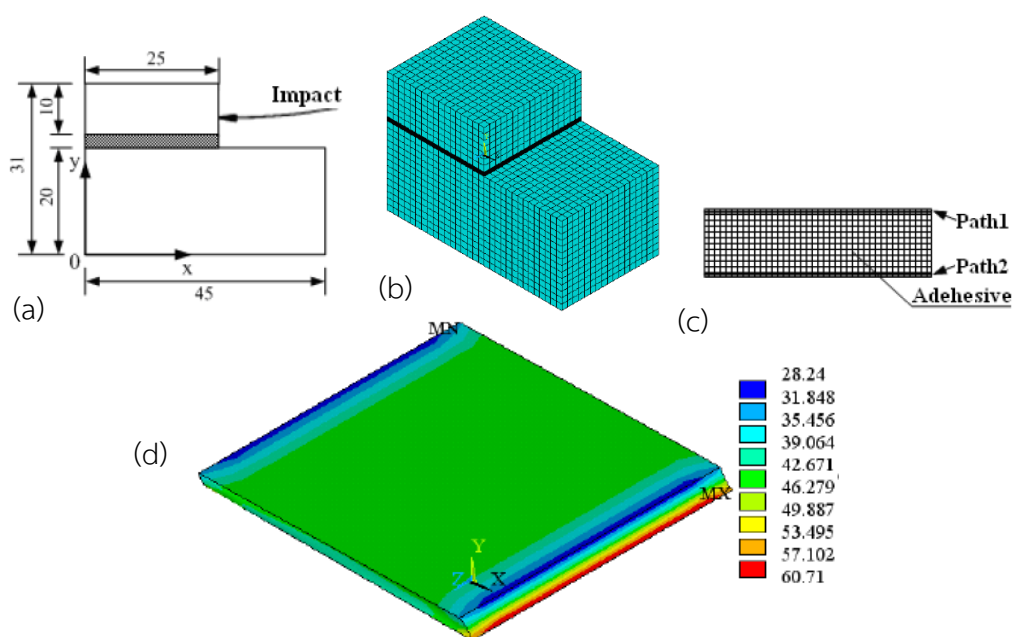 25
Impact
10
31
20
y
0
x
45
(a)
(b)
Path1
Path2
Adehesive
(c)
MN
(d)
MX
Y
Z
X
28.24
31.848
35.456
39.064
42.671
46.279
49.887
53.495
57.102
60.71